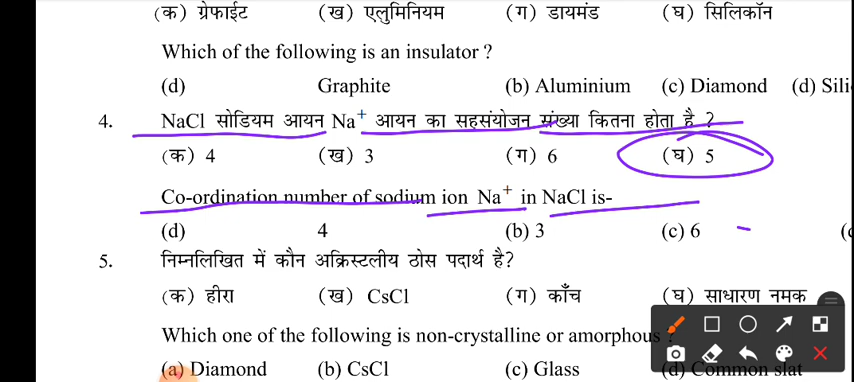 (क) ग्रेफाईट (ख) एलुमिनियम (ग) डायमंड (घ) सिलिकॉन
Which of the following is an insulator ?
(d) Graphite (b) Aluminium (c) Diamond (d) Sili
4. NaCl सोडियम आयन Na⁺ आयन का सहसंयोजन संख्या कितना होता है ?
(क) 4 (ख) 3 (ग) 6 (घ) 5
Co-ordination number of sodium ion Na⁺ in NaCl is-
(d) 4 (b) 3 (c) 6
5. निम्नलिखित में कौन अक्रिस्टलीय ठोस पदार्थ है?
(क) हीरा (ख) CsCl (ग) काँच (घ) साधारण नमक
Which one of the following is non-crystalline or amorphous ?
(a) Diamond (b) CsCl (c) Glass (d) Common slat